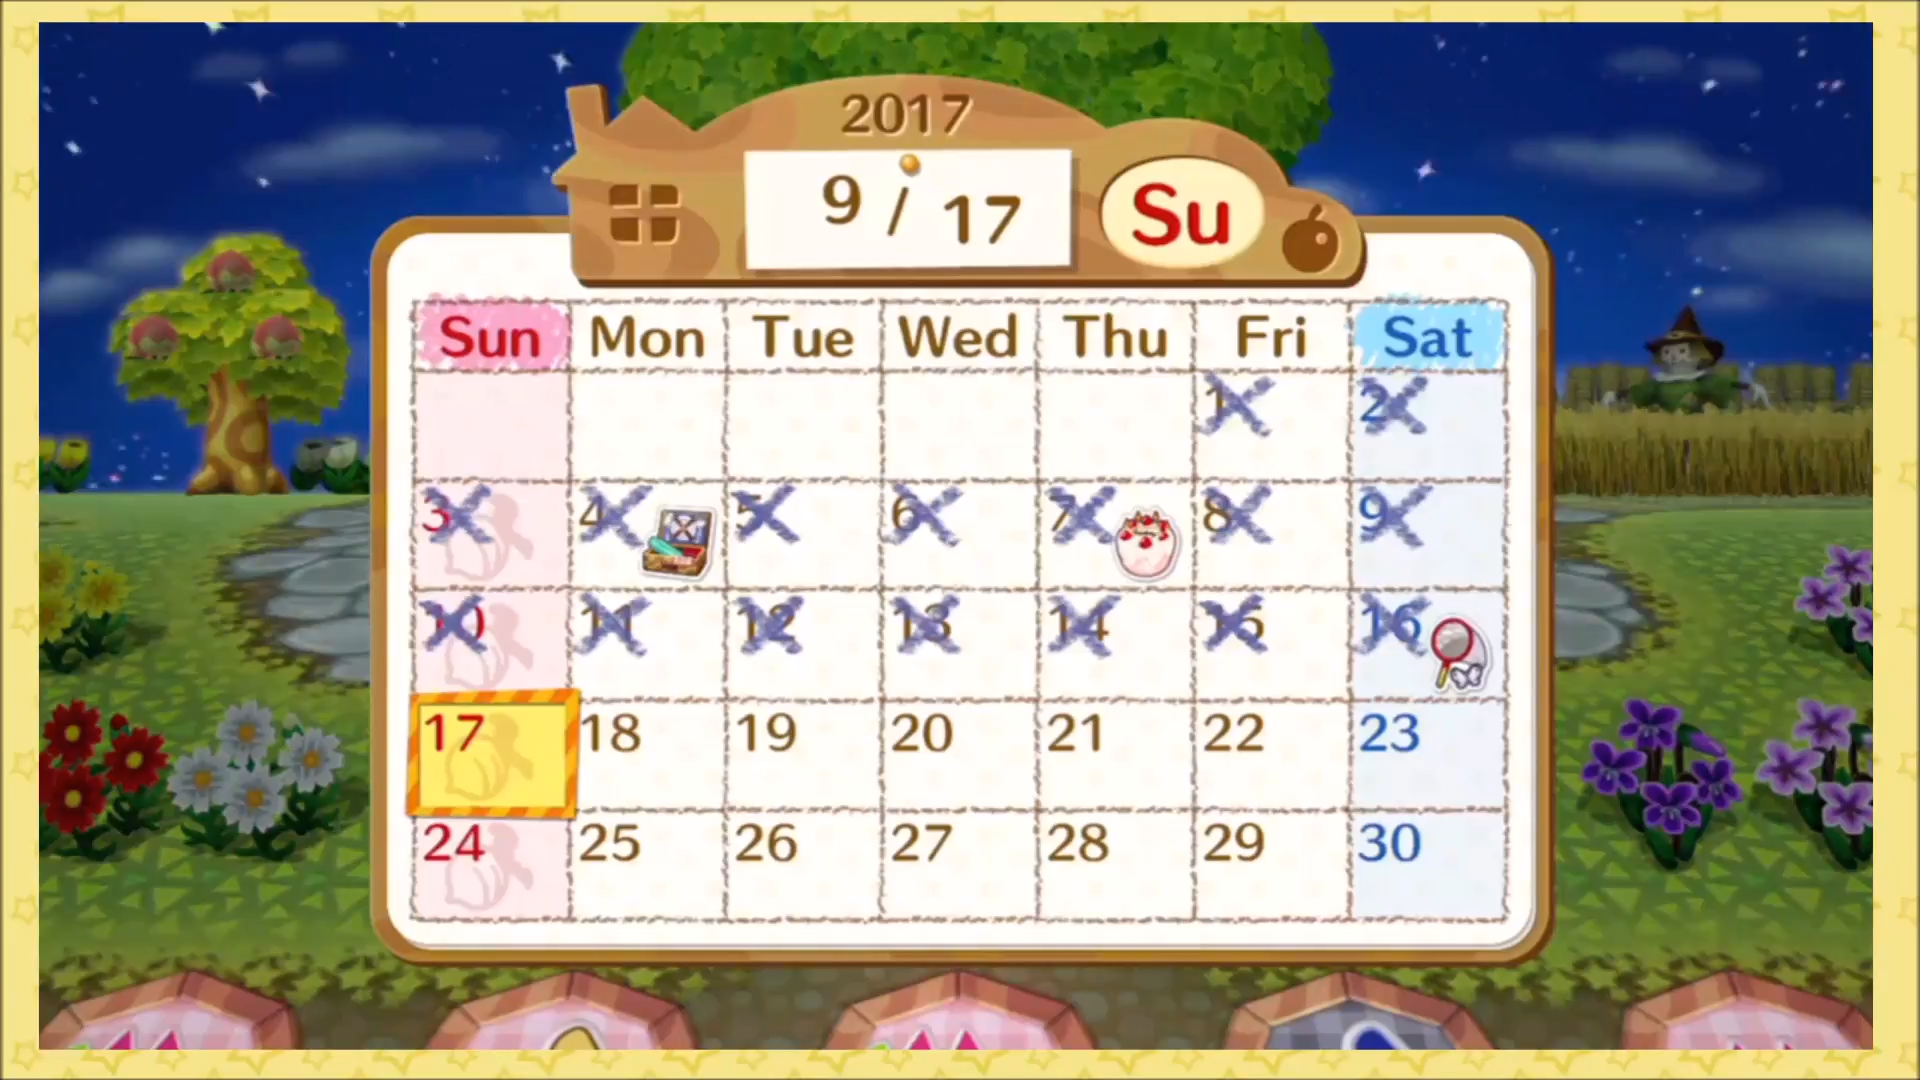 2017
9 / 17 Su
Sun Mon Tue Wed Thu Fri Sat
1 2
3 4 5 6 7 8 9
10 11 12 13 14 15 16
17 18 19 20 21 22 23
24 25 26 27 28 29 30